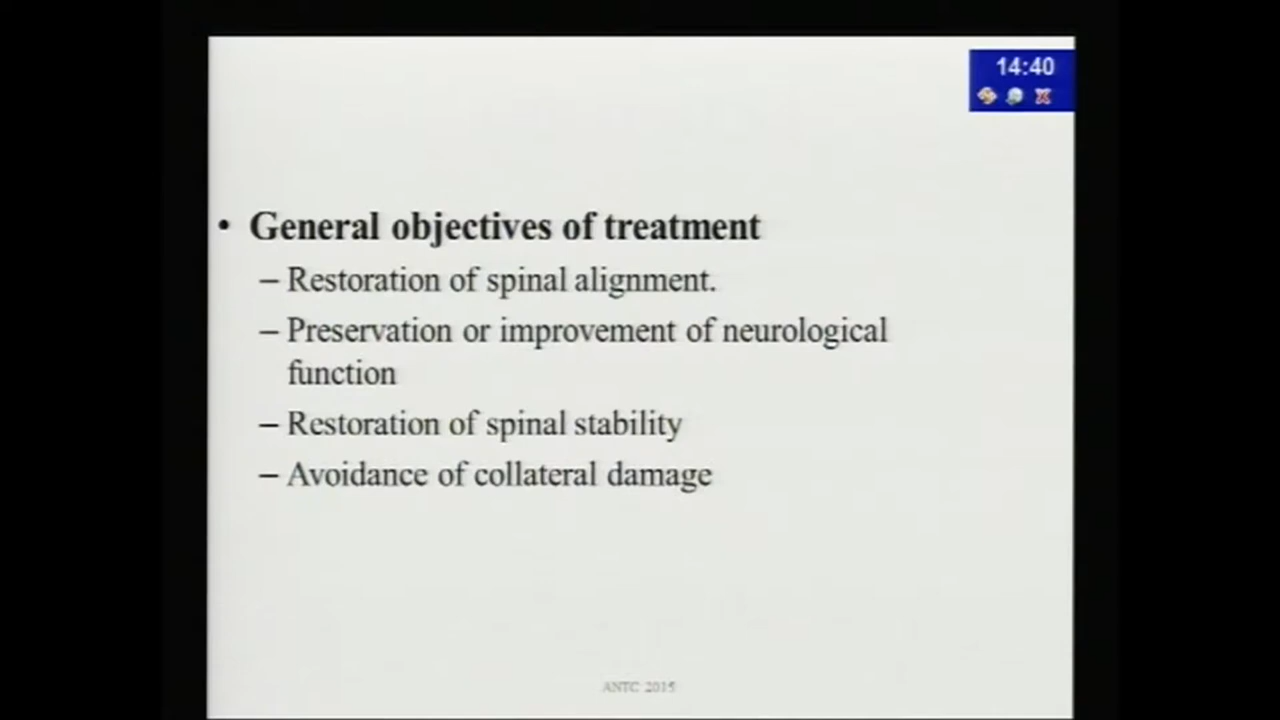 14:40
• General objectives of treatment
– Restoration of spinal alignment.
– Preservation or improvement of neurological
function
– Restoration of spinal stability
– Avoidance of collateral damage
ANTC 2015